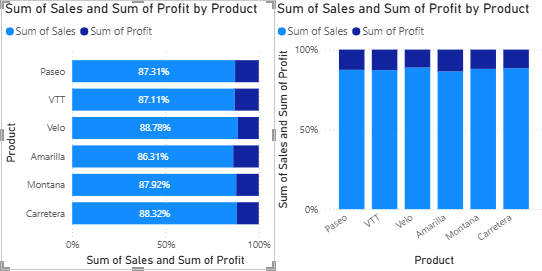 Sum of Sales and Sum of Profit by Product
Sum of Sales Sum of Profit
Product
Paseo 87.31%
VTT 87.11%
Velo 88.78%
Amarilla 86.31%
Montana 87.92%
Carretera 88.32%
0% 50% 100%
Sum of Sales and Sum of Profit
Sum of Sales and Sum of Profit by Product
Sum of Sales Sum of Profit
Sum of Sales and Sum of Profit
100%
50%
0%
Paseo VTT Velo Amarilla Montana Carretera
Product